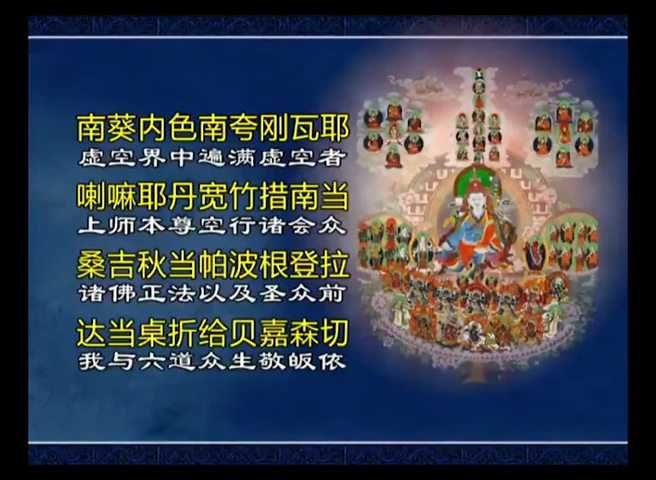 南葵内色南夸刚瓦耶
虚空界中遍满虚空者
喇嘛耶丹宽竹措南当
上师本尊空行诸会众
桑吉秋当帕波根登拉
诸佛正法以及圣众前
达当桌折给贝嘉森切
我与六道众生敬皈依